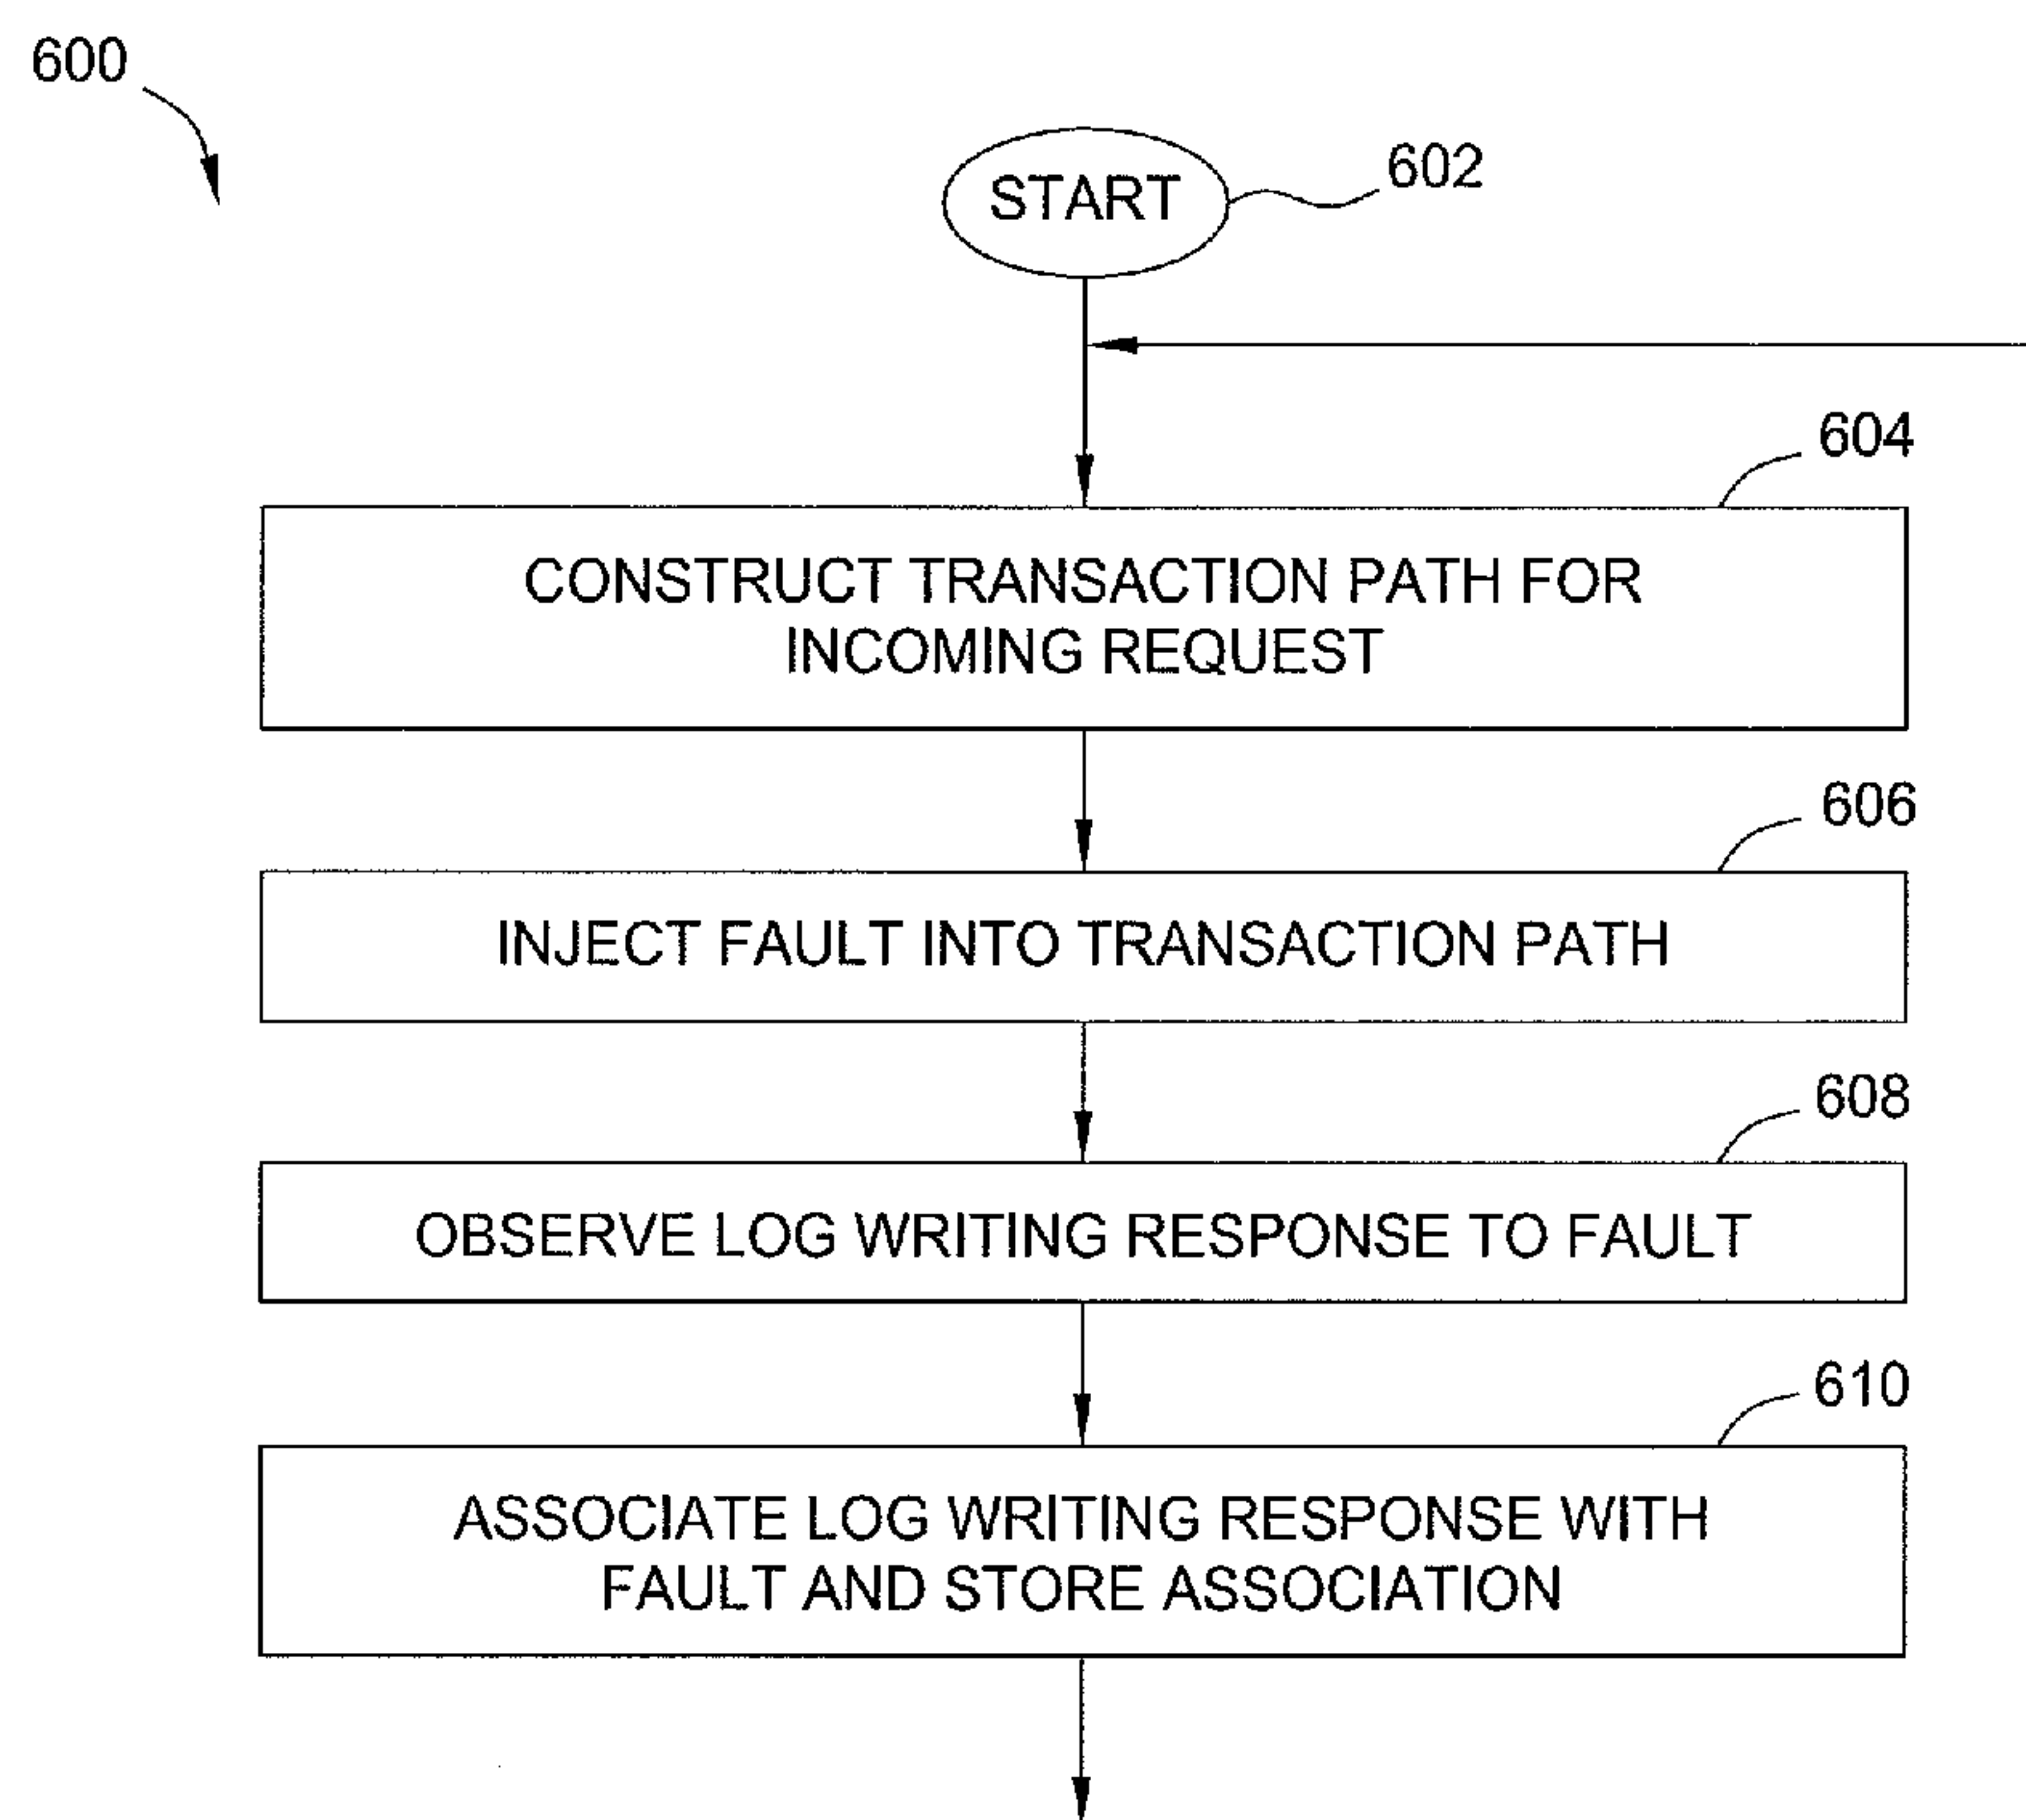 600
START
602
604
CONSTRUCT TRANSACTION PATH FOR
INCOMING REQUEST
606
INJECT FAULT INTO TRANSACTION PATH
608
OBSERVE LOG WRITING RESPONSE TO FAULT
610
ASSOCIATE LOG WRITING RESPONSE WITH
FAULT AND STORE ASSOCIATION